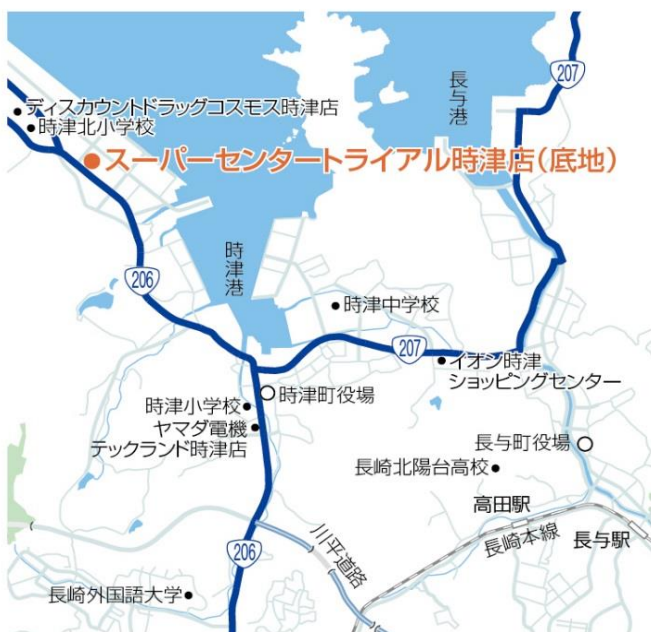 207
長与港
ディスカウントドラッグコスモス時津店
時津北小学校
スーパーセンタートライアル時津店(底地)
時津港
206
時津中学校
207
イオン時津
ショッピングセンター
時津町役場
時津小学校
ヤマダ電機
テックランド時津店
長与町役場
長崎北陽台高校
高田駅
長崎本線
長与駅
川平道路
206
長崎外国語大学